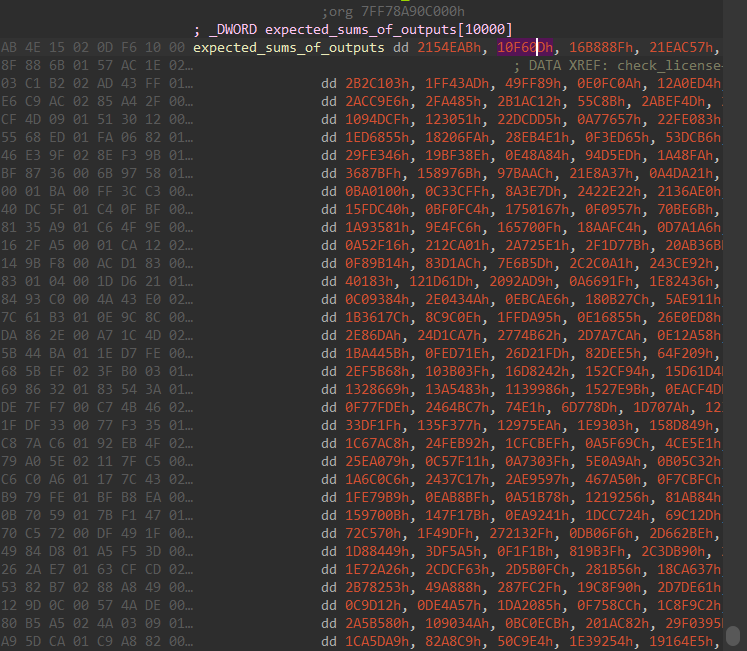 ;org 7FF78A90C000h
; _DWORD expected_sums_of_outputs[10000]
AB 4E 15 02 0D F6 10 00 expected_sums_of_outputs dd 2154EABh, 10F60Dh, 16B888Fh, 21EAC57h,
8F 88 6B 01 57 AC 1E 02… ; DATA XREF: check_license
03 C1 B2 02 AD 43 FF 01… dd 2B2C103h, 1FF43ADh, 49FF89h, 0E0FC0Ah, 12A0ED4h,
E6 C9 AC 02 85 A4 2F 00… dd 2ACC9E6h, 2FA485h, 2B1AC12h, 55C8Bh, 2ABEF4Dh,
CF 4D 09 01 51 30 12 00… dd 1094DCFh, 123051h, 22DCDD5h, 0A77657h, 22FE083h,
55 68 ED 01 FA 06 82 01… dd 1ED6855h, 18206FAh, 28EB4E1h, 0F3ED65h, 53DCB6h,
46 E3 9F 02 8E F3 9B 01… dd 29FE346h, 19BF38Eh, 0E48A84h, 94D5EDh, 1A48FAh,
BF 87 36 00 6B 97 58 01… dd 3687BFh, 158976Bh, 97BAACh, 21E8A37h, 0A4DA21h,
00 01 BA 00 FF 3C C3 00… dd 0BA0100h, 0C33CFFh, 8A3E7Dh, 2422E22h, 2136AE0h,
40 DC 5F 01 C4 0F BF 00… dd 15FDC40h, 0BF0FC4h, 1750167h, 0F0957h, 70BE6Bh,
81 35 A9 01 C6 4F 9E 00… dd 1A93581h, 9E4FC6h, 165700Fh, 18AAFC4h, 0D7A1A6h,
16 2F A5 00 01 CA 12 02… dd 0A52F16h, 212CA01h, 2A725E1h, 2F1D77Bh, 20AB36Bh
14 9B F8 00 AC D1 83 00… dd 0F89B14h, 83D1ACh, 7E6B5Dh, 2C2C0A1h, 243CE92h,
83 01 04 00 1D D6 21 01… dd 40183h, 121D61Dh, 2092AD9h, 0A6691Fh, 1E82436h,
84 93 C0 00 4A 43 E0 02… dd 0C09384h, 2E0434Ah, 0EBCAE6h, 180B27Ch, 5AE911h,
7C 61 B3 01 0E 9C 8C 00… dd 1B3617Ch, 8C9C0Eh, 1FFDA95h, 0E16855h, 26E0ED8h,
DA 86 2E 00 A7 1C 4D 02… dd 2E86DAh, 24D1CA7h, 2774B62h, 2D7A7CAh, 0E12A58h,
5B 44 BA 01 1E D7 FE 00… dd 1BA445Bh, 0FED71Eh, 26D21FDh, 82DEE5h, 64F209h,
68 5B EF 02 3F B0 03 01… dd 2EF5B68h, 103B03Fh, 16D8242h, 152CF94h, 15D61D4h
69 86 32 01 83 54 3A 01… dd 1328669h, 13A5483h, 1139986h, 1527E9Bh, 0EACF4Dh
DE 7F F7 00 C7 4B 46 02… dd 0F77FDEh, 2464BC7h, 74E1h, 6D778Dh, 1D707Ah, 12
1F DF 33 00 77 F3 35 01… dd 33DF1Fh, 135F377h, 12975EAh, 1E9303h, 158D849h,
C8 7A C6 01 92 EB 4F 02… dd 1C67AC8h, 24FEB92h, 1CFCBEFh, 0A5F69Ch, 4CE5E1h,
79 A0 5E 02 11 7F C5 00… dd 25EA079h, 0C57F11h, 0A7303Fh, 5E0A9Ah, 0B05C32h,
C6 C0 A6 01 17 7C 43 02… dd 1A6C0C6h, 2437C17h, 2AE9597h, 467A50h, 0F7CBFCh,
B9 79 FE 01 BF B8 EA 00… dd 1FE79B9h, 0EAB8BFh, 0A51B78h, 1219256h, 81AB84h,
0B 70 59 01 7B F1 47 01… dd 159700Bh, 147F17Bh, 0EA9241h, 1DCC724h, 69C12Dh,
70 C5 72 00 DF 49 1F 00… dd 72C570h, 1F49DFh, 272132Fh, 0DB06F6h, 2D662BEh,
49 84 D8 01 A5 F5 3D 00… dd 1D88449h, 3DF5A5h, 0F1F1Bh, 819B3Fh, 2C3DB90h,
26 2A E7 01 63 CF CD 02… dd 1E72A26h, 2CDCF63h, 2D5B0FCh, 281B56h, 18CA637h,
53 82 B7 02 88 A8 49 00… dd 2B78253h, 49A888h, 287FC2Fh, 19C8F90h, 2D7DE61h,
12 9D 0C 00 57 4A DE 00… dd 0C9D12h, 0DE4A57h, 1DA2085h, 0F758CCh, 1C8F9C2h,
80 B5 A5 02 4A 03 09 01… dd 2A5B580h, 109034Ah, 0BC0ECBh, 201AC82h, 29F0395h
A9 5D CA 01 C9 A8 82 00… dd 1CA5DA9h, 82A8C9h, 50C9E4h, 1E39254h, 19164E5h,